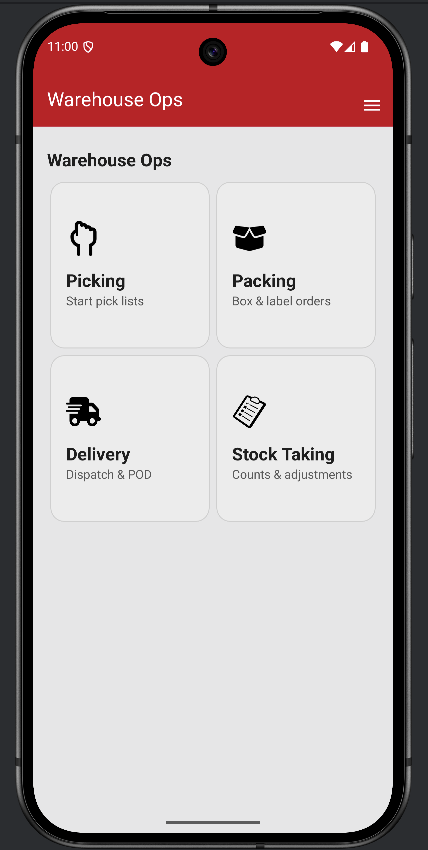 11:00
Warehouse Ops
Warehouse Ops
Picking
Start pick lists
Packing
Box & label orders
Delivery
Dispatch & POD
Stock Taking
Counts & adjustments